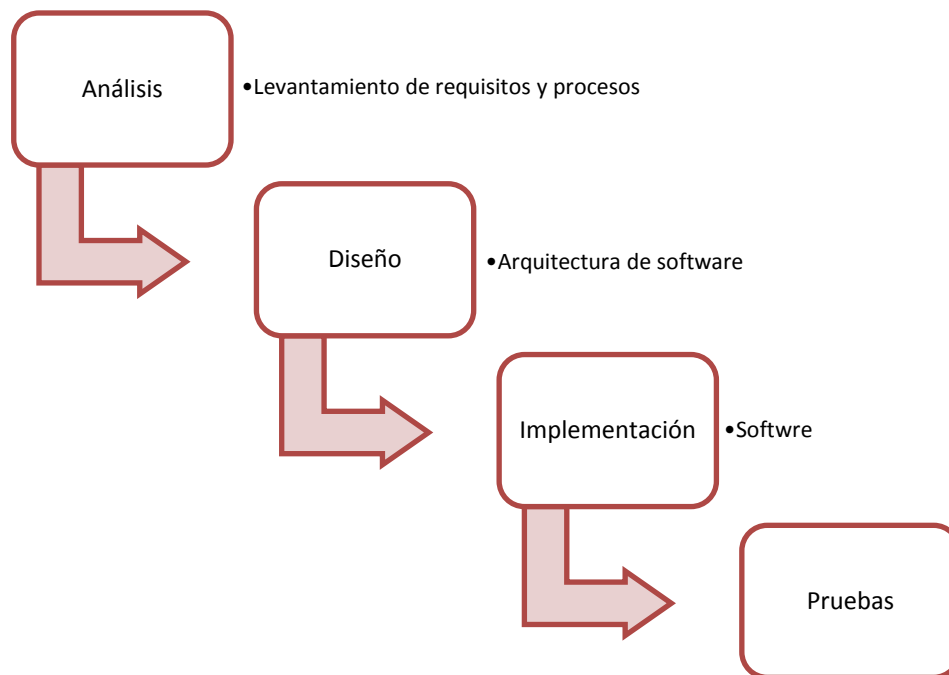 Análisis
•Levantamiento de requisitos y procesos
Diseño
•Arquitectura de software
Implementación
•Softwre
Pruebas